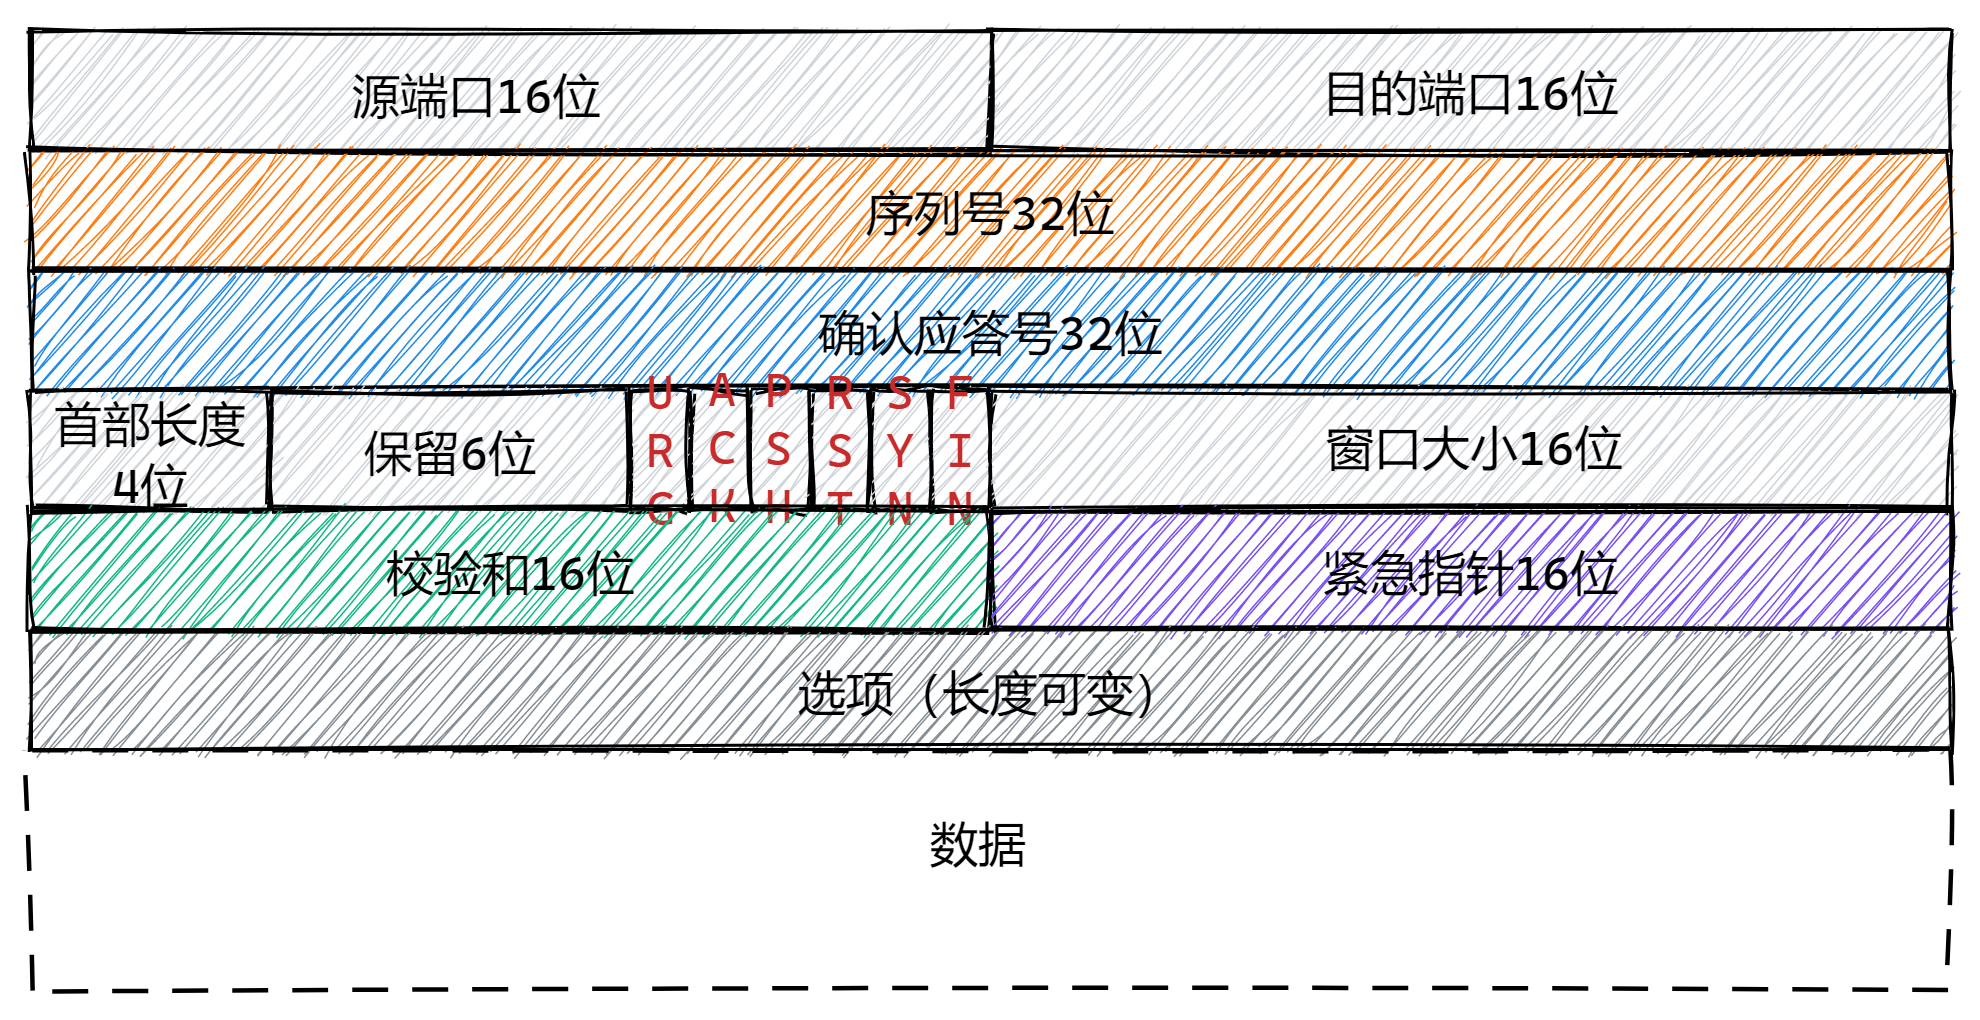 源端口16位
目的端口16位
序列号32位
确认应答号32位
首部长度
4位
保留6位
URG
ACK
PSH
RST
SYN
FIN
窗口大小16位
校验和16位
紧急指针16位
选项（长度可变）
数据